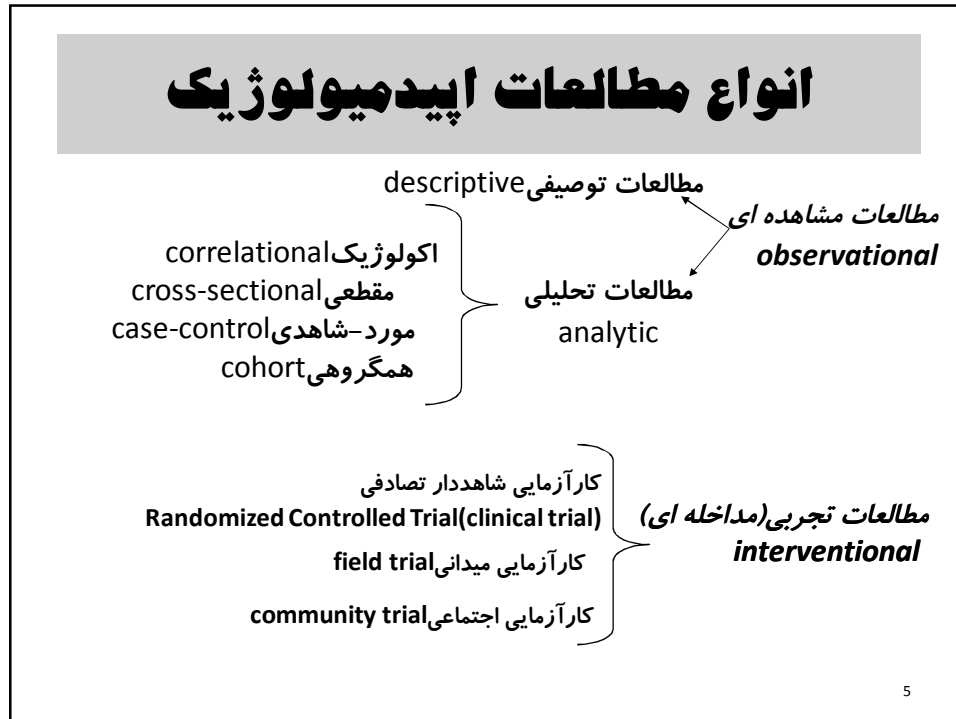 انواع مطالعات اپیدمیولوژیک
مطالعات توصیفی descriptive
مطالعات مشاهده ای
observational
اکولوژیک correlational
مقطعی cross-sectional
مورد-شاهدی case-control
همگروهی cohort
مطالعات تحلیلی
analytic
مطالعات تجربی(مداخله ای)
interventional
کارآزمایی شاهددار تصادفی
Randomized Controlled Trial(clinical trial)
کارآزمایی میدانی field trial
کارآزمایی اجتماعی community trial
5